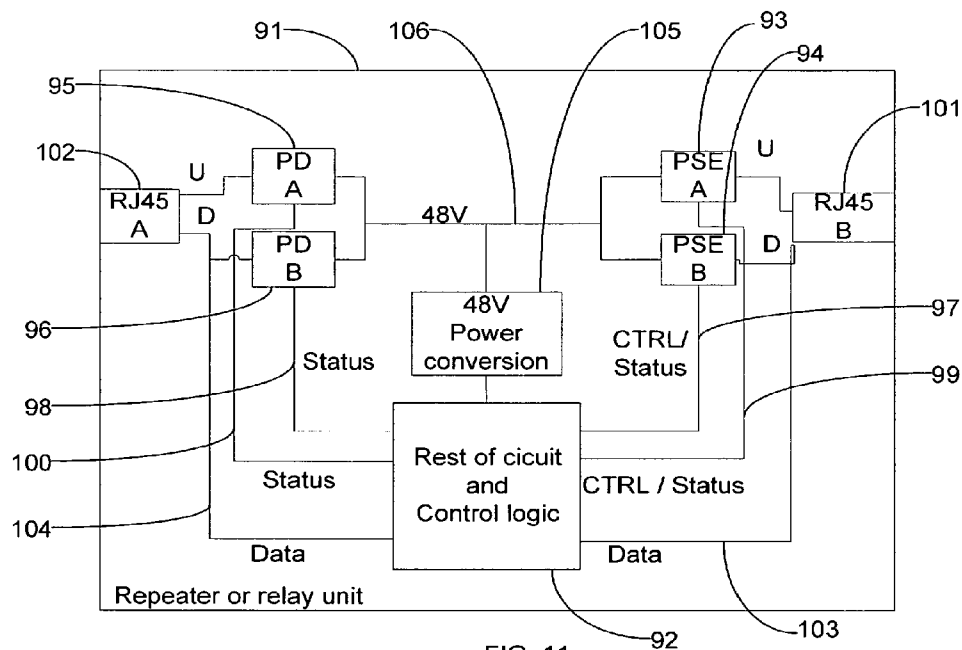 91
106
105
93
94
95
101
102
U
PD
A
PSE
A
U
RJ45
A
D
48V
RJ45
B
PD
B
PSE
B
D
96
48V
Power
conversion
97
Status
CTRL/
Status
98
99
100
Rest of cicuit
and
Control logic
Status
CTRL / Status
104
Data
Data
Repeater or relay unit
92
103
FIG. 11